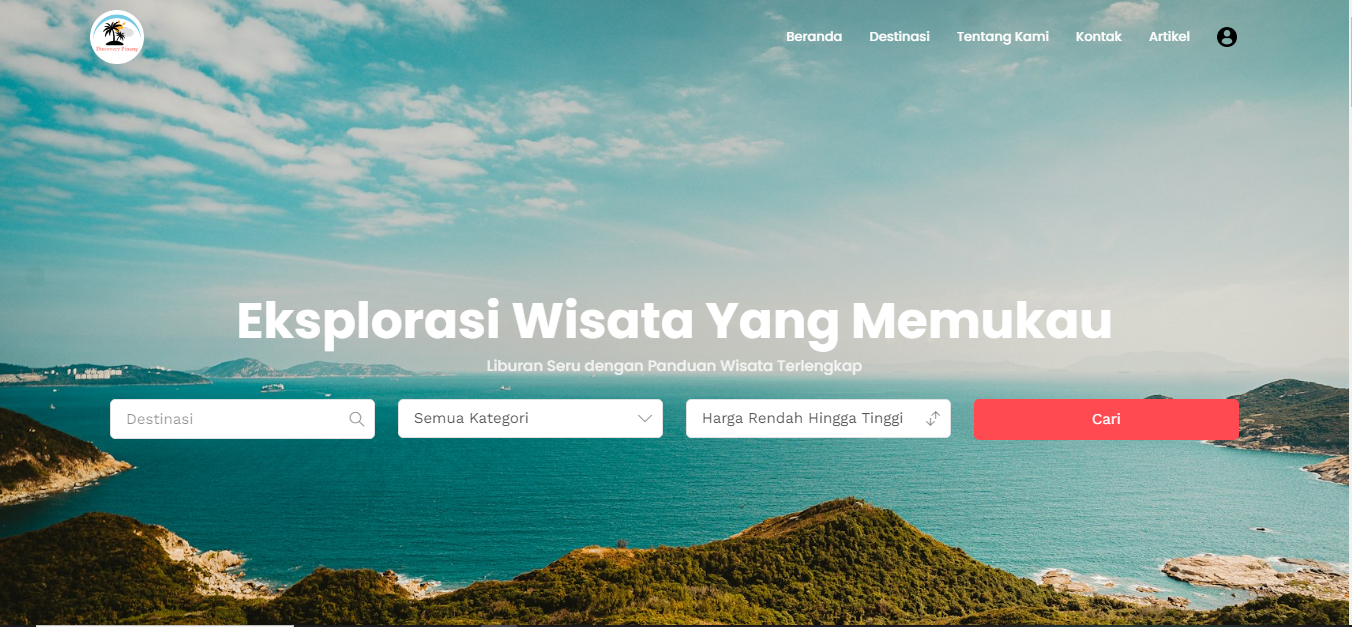 Beranda Destinasi Tentang Kami Kontak Artikel
Eksplorasi Wisata Yang Memukau
Liburan Seru dengan Panduan Wisata Terlengkap
Destinasi Semua Kategori Harga Rendah Hingga Tinggi Cari